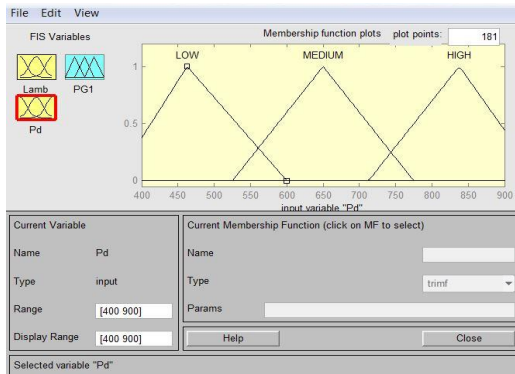 File Edit View
FIS Variables
Membership function plots plot points: 181
LOW MEDIUM HIGH
1
Lamb PG1
0.5
Pd
0
400 450 500 550 600 650 700 750 800 850 900
input variable "Pd"
Current Variable
Current Membership Function (click on MF to select)
Name Pd
Name
Type input
Type trimf
Range [400 900]
Params
Display Range [400 900]
Help Close
Selected variable "Pd"